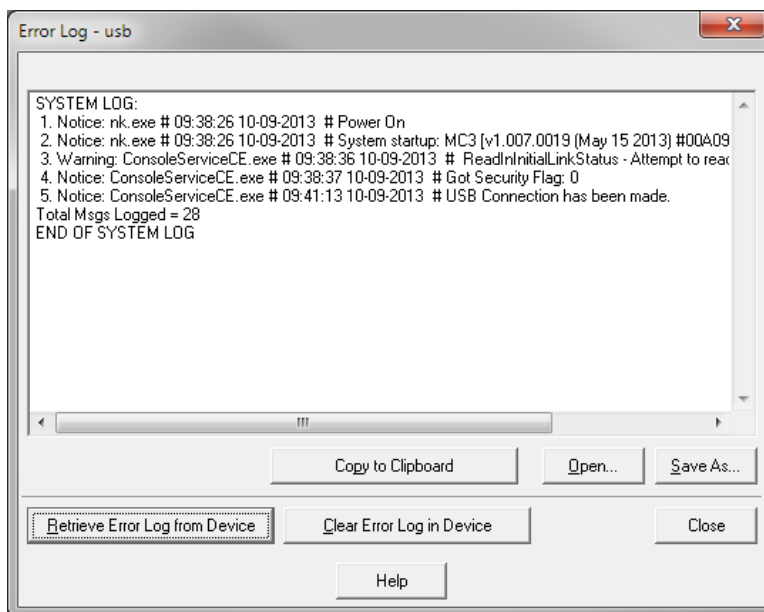 Error Log - usb
SYSTEM LOG:
1. Notice: nk.exe # 09:38:26 10-09-2013 # Power On
2. Notice: nk.exe # 09:38:26 10-09-2013 # System startup: MC3 [v1.007.0019 (May 15 2013) #00A09
3. Warning: ConsoleServiceCE.exe # 09:38:36 10-09-2013 # ReadInInitialLinkStatus - Attempt to read
4. Notice: ConsoleServiceCE.exe # 09:38:37 10-09-2013 # Got Security Flag: 0
5. Notice: ConsoleServiceCE.exe # 09:41:13 10-09-2013 # USB Connection has been made.
Total Msgs Logged = 28
END OF SYSTEM LOG
Copy to Clipboard Open... Save As...
Retrieve Error Log from Device Clear Error Log in Device Close
Help